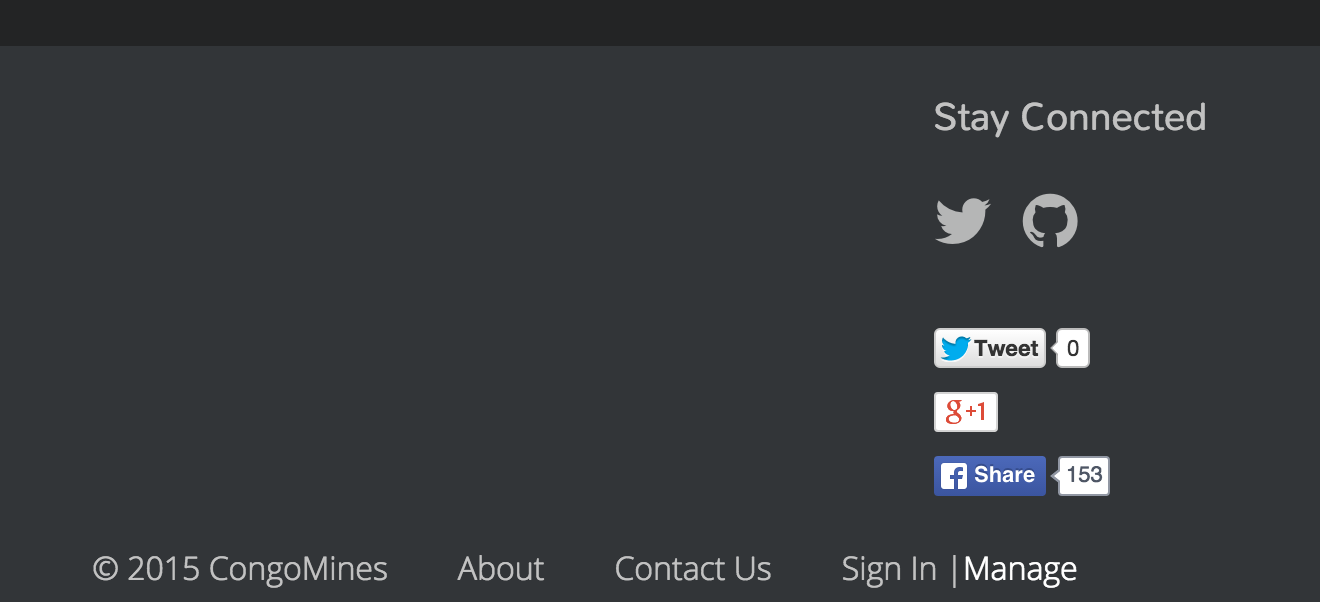 Stay Connected
Tweet 0
g+1
Share 153
© 2015 CongoMines About Contact Us Sign In |Manage